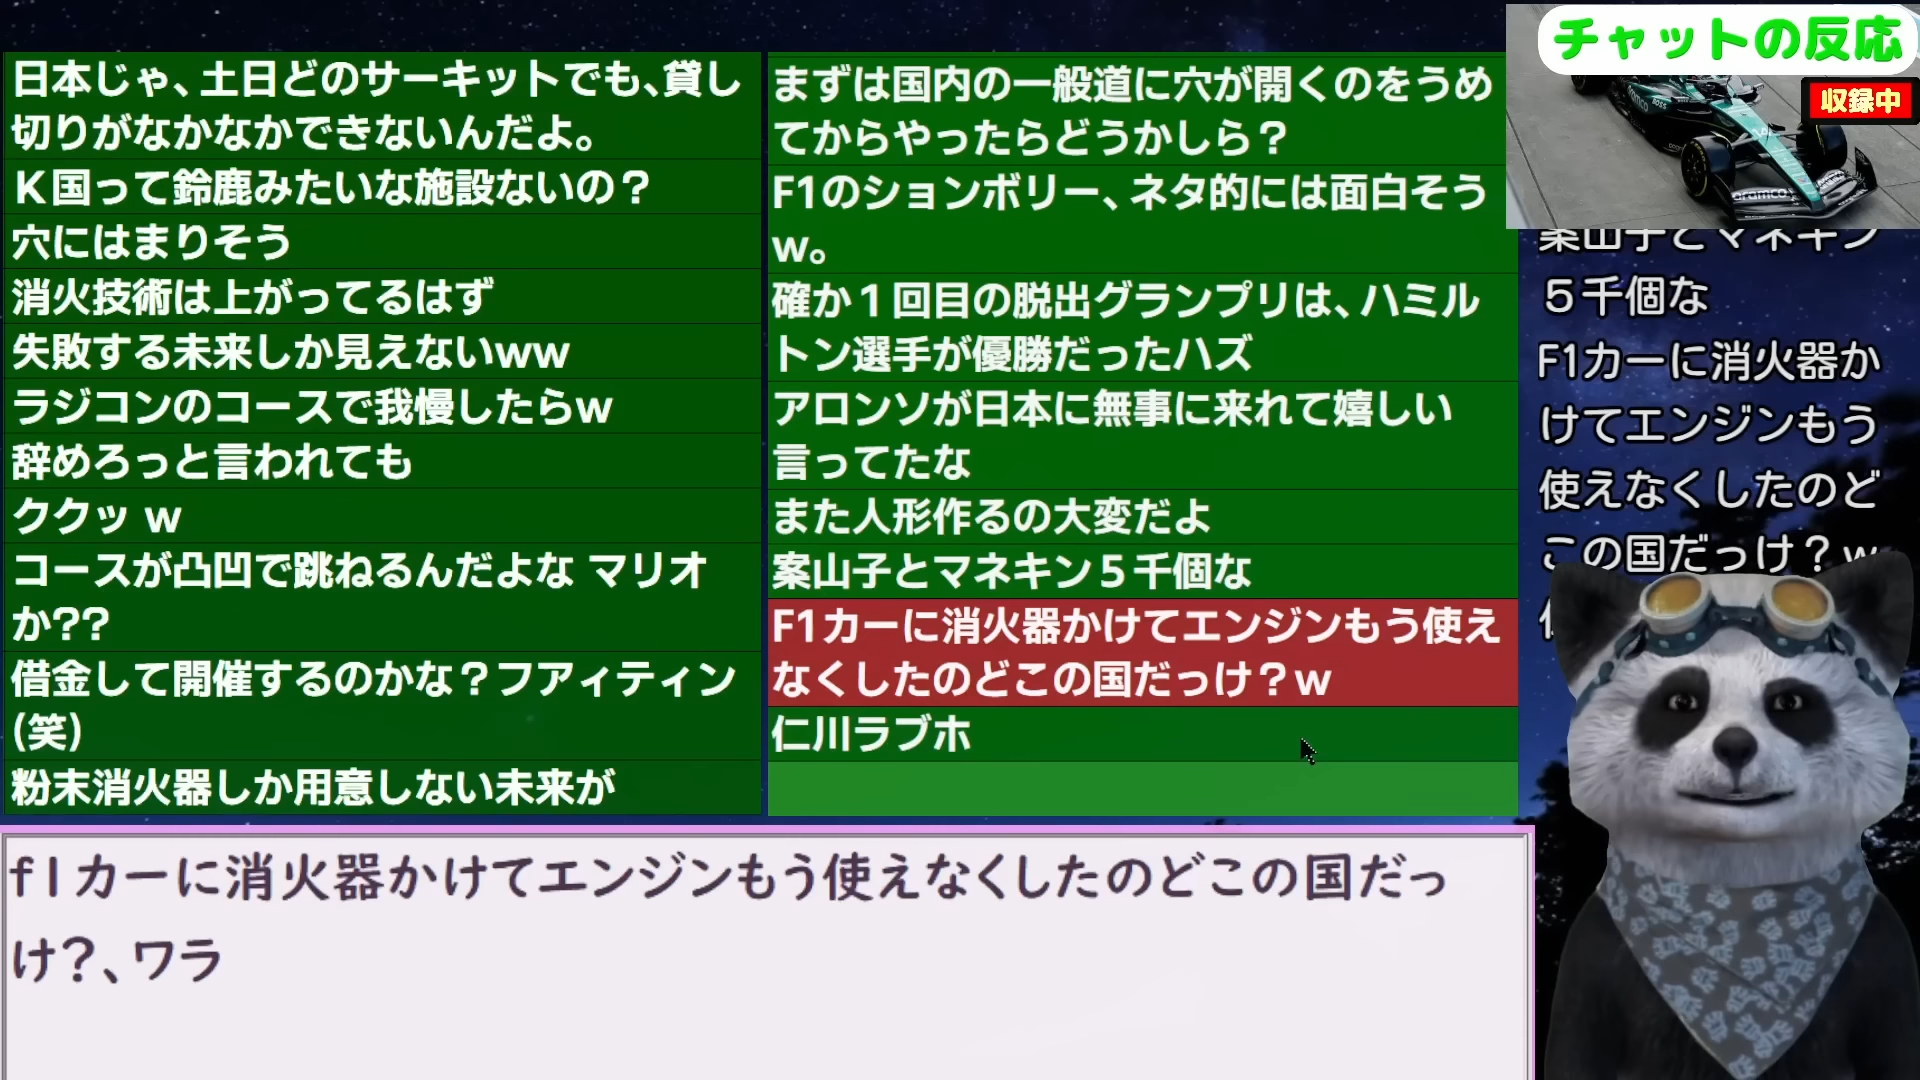 日本じゃ、土日どのサーキットでも、貸し
切りがなかなかできないんだよ。
K国って鈴鹿みたいな施設ないの？
穴にはまりそう
消火技術は上がってるはず
失敗する未来しか見えないww
ラジコンのコースで我慢したらw
辞めろっと言われても
ククッ w
コースが凸凹で跳ねるんだよな マリオ
か??
借金して開催するのかな？フアィティン
(笑)
粉末消火器しか用意しない未来が
まずは国内の一般道に穴が開くのをうめ
てからやったらどうかしら？
F1のションボリー、ネタ的には面白そう
w。
確か１回目の脱出グランプリは、ハミル
トン選手が優勝だったハズ
アロンソが日本に無事に来れて嬉しい
言ってたな
また人形作るの大変だよ
案山子とマネキン５千個な
F1カーに消火器かけてエンジンもう使え
なくしたのどこの国だっけ？w
仁川ラブホ
チャットの反応
収録中
aramco
BOSS
14
aramco
案山子とマネキン
５千個な
F1カーに消火器か
けてエンジンもう
使えなくしたのど
この国だっけ？w
f1カーに消火器かけてエンジンもう使えなくしたのどこの国だっ
け?、ワラ